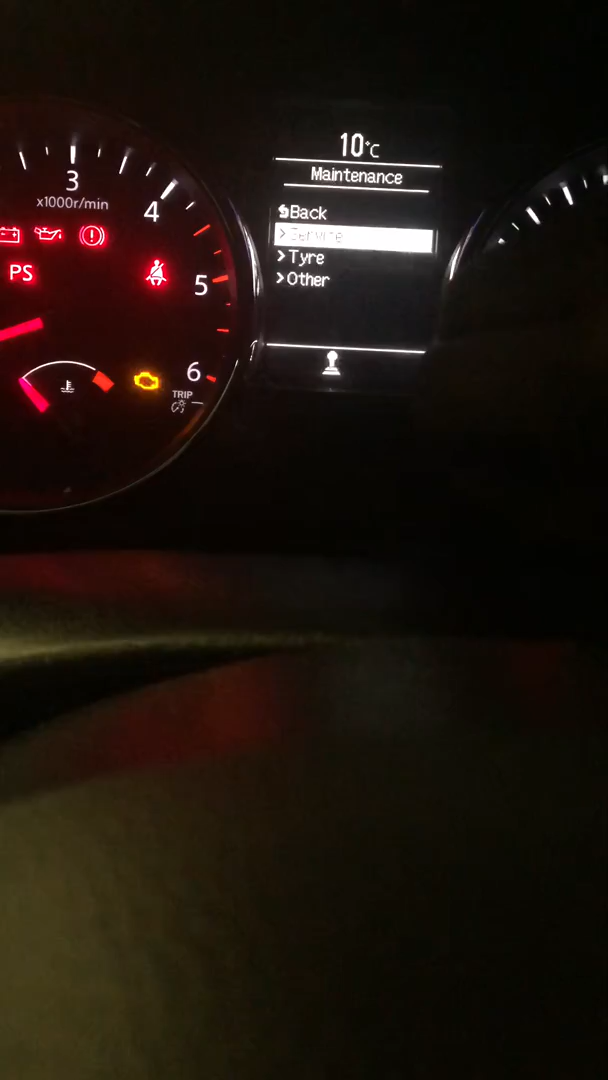 10°C
Maintenance
Back
>Service
>Tyre
>Other
3
x1000r/min
4
5
6
PS
TRIP